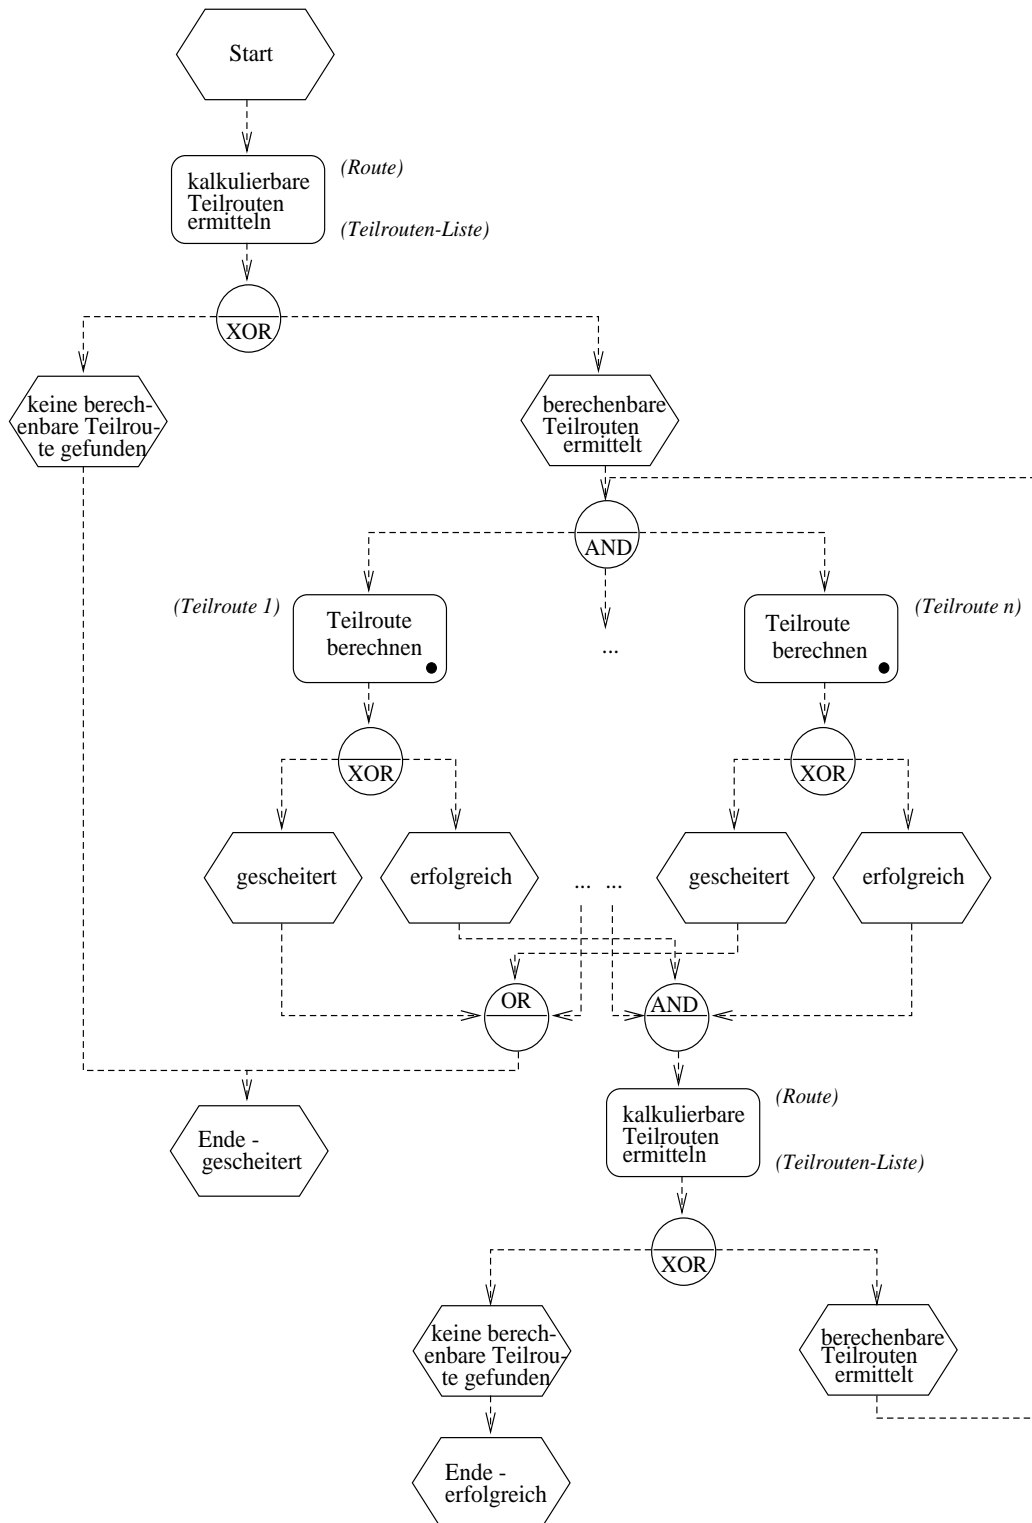 Start
kalkulierbare
Teilrouten
ermitteln
(Route)
(Teilrouten-Liste)
XOR
keine berech-
enbare Teilrou-
te gefunden
berechenbare
Teilrouten
ermittelt
AND
(Teilroute 1)
Teilroute
berechnen
...
Teilroute
berechnen
(Teilroute n)
XOR
XOR
gescheitert
erfolgreich
... ...
gescheitert
erfolgreich
OR
AND
kalkulierbare
Teilrouten
ermitteln
(Route)
(Teilrouten-Liste)
Ende -
gescheitert
XOR
keine berech-
enbare Teilrou-
te gefunden
berechenbare
Teilrouten
ermittelt
Ende -
erfolgreich